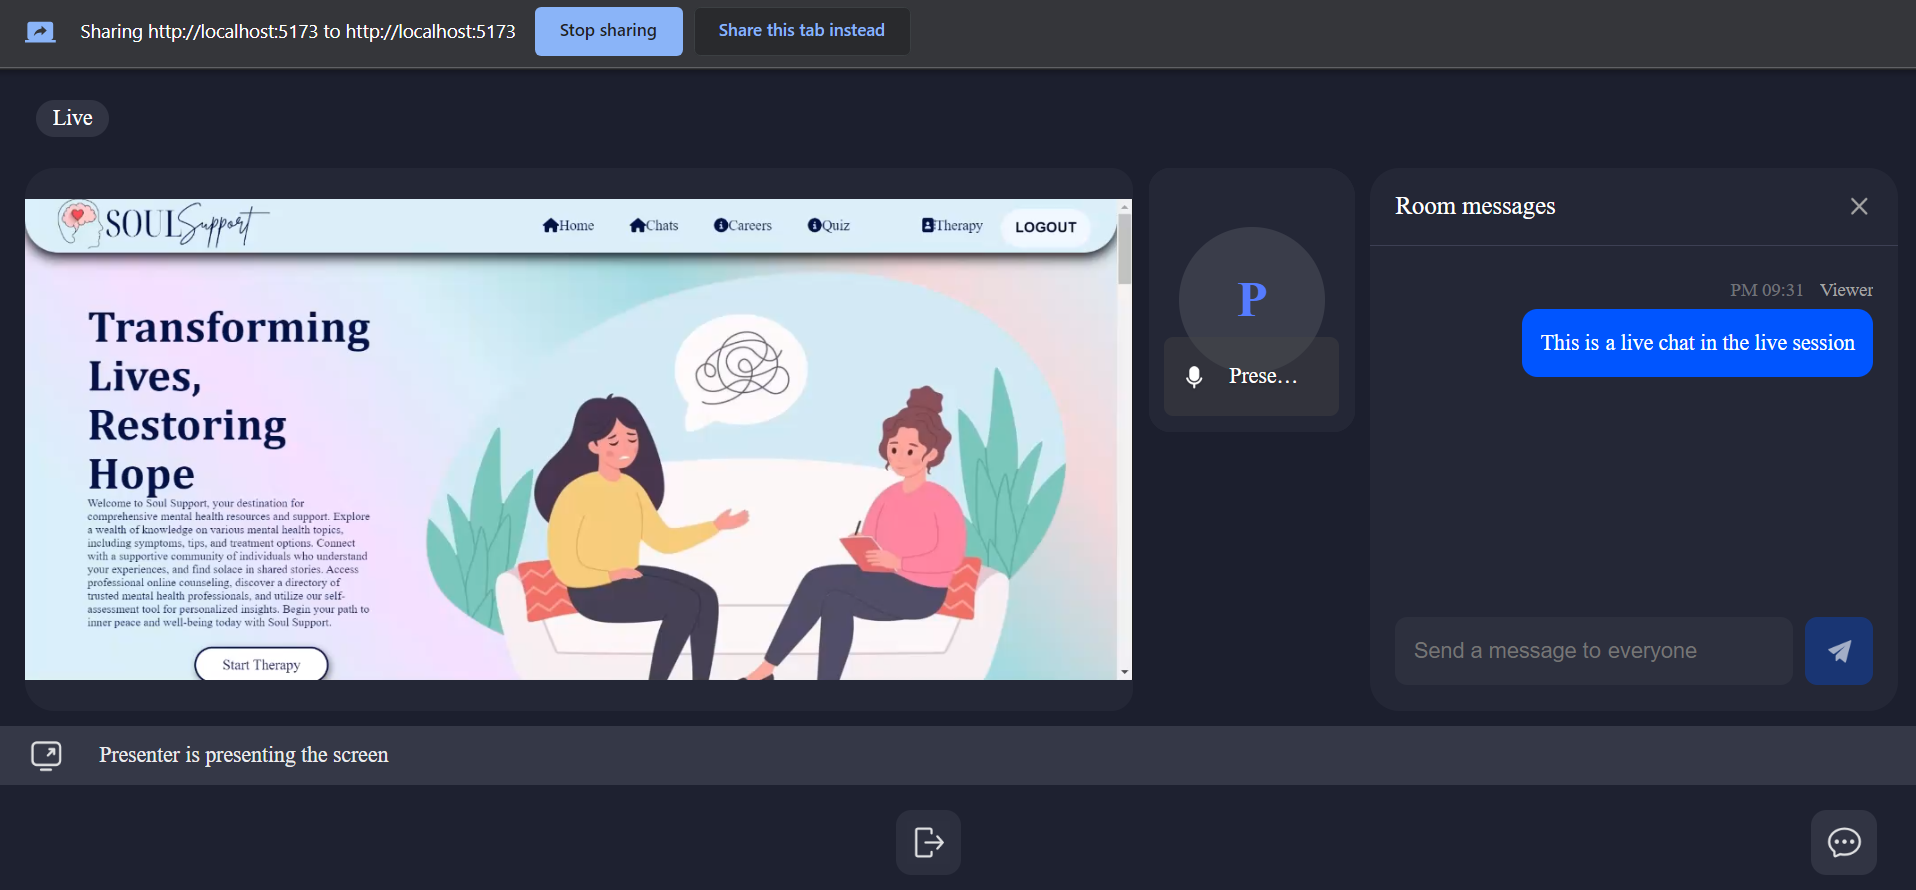 Sharing http://localhost:5173 to http://localhost:5173
Stop sharing
Share this tab instead
Live
SOUL Support
Home
Chats
Careers
Quiz
Therapy
LOGOUT
Transforming
Lives,
Restoring
Hope
Welcome to Soul Support, your destination for
comprehensive mental health resources and support. Explore
a wealth of knowledge on various mental health topics,
including symptoms, tips, and treatment options. Connect
with a supportive community of individuals who understand
your experiences, and find solace in shared stories. Access
professional online counseling, discover a directory of
trusted mental health professionals, and utilize our self-
assessment tool for personalized insights. Begin your path to
inner peace and well-being today with Soul Support.
Start Therapy
P
Prese...
Room messages
PM 09:31 Viewer
This is a live chat in the live session
Send a message to everyone
Presenter is presenting the screen